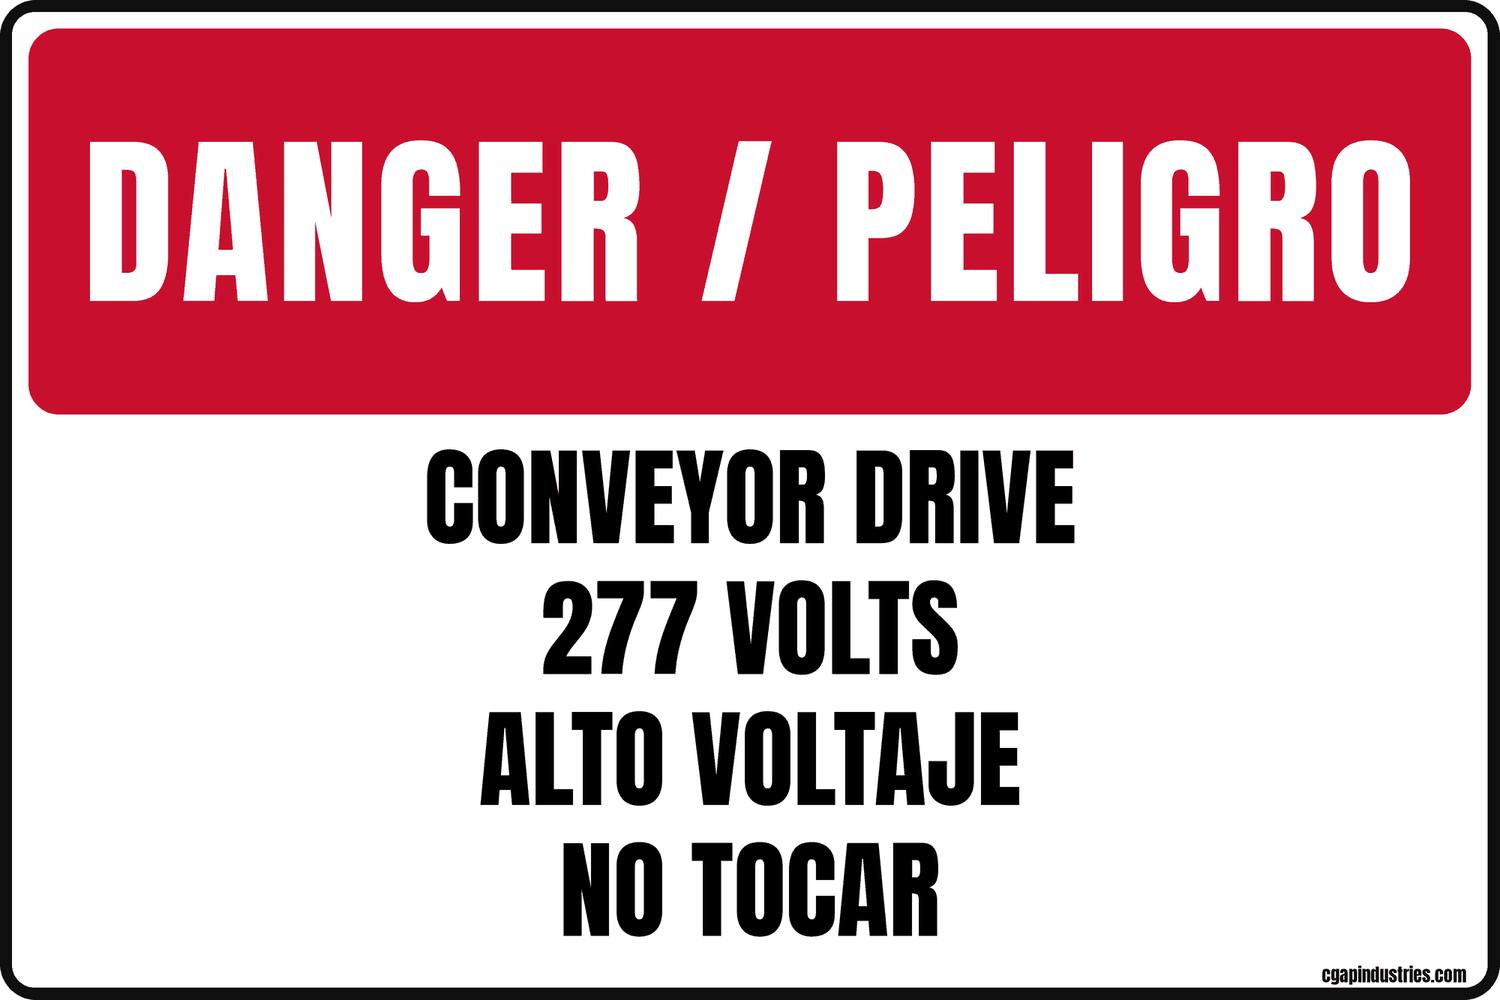 DANGER / PELIGRO
CONVEYOR DRIVE
277 VOLTS
ALTO VOLTAJE
NO TOCAR
cgapindustries.com